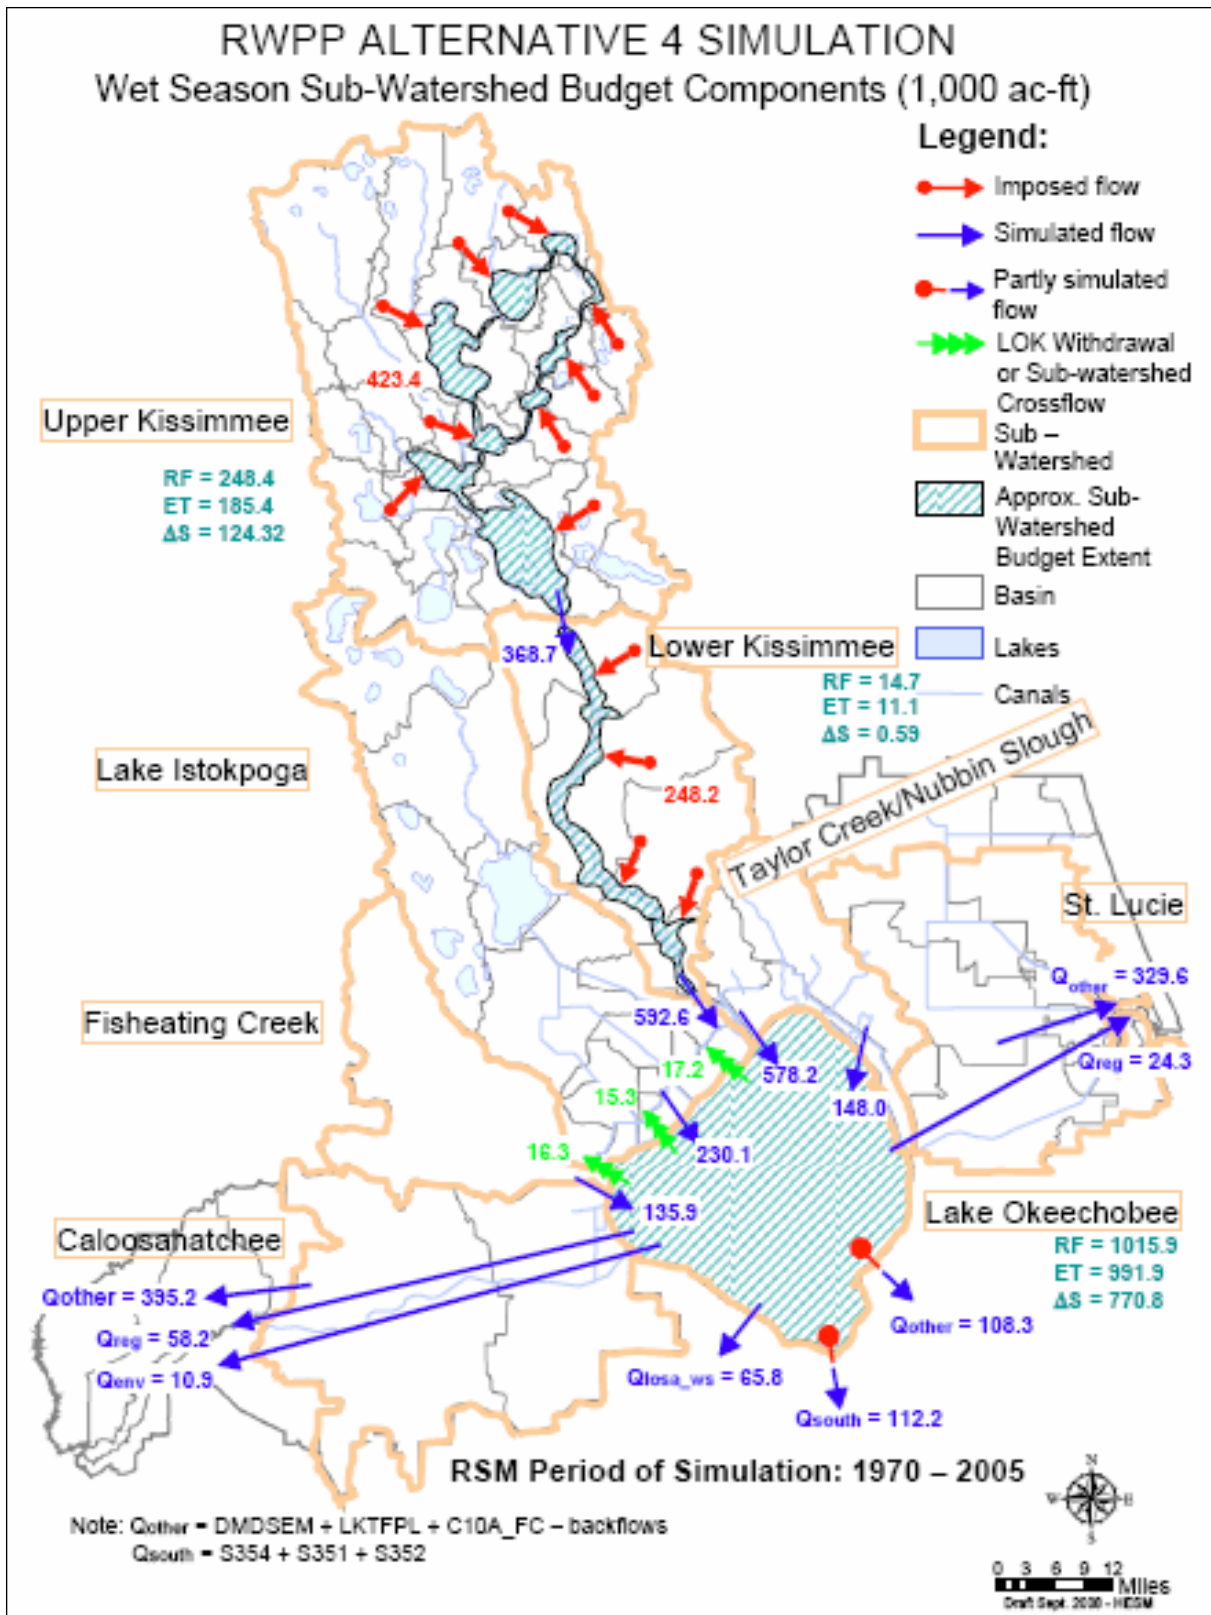 RWPP ALTERNATIVE 4 SIMULATION
Wet Season Sub-Watershed Budget Components (1,000 ac-ft)
Legend:
Imposed flow
Simulated flow
Partly simulated
flow
LOK Withdrawal
or Sub-watershed
Crossflow
Sub –
Watershed
Approx. Sub-
Watershed
Budget Extent
Basin
Lakes
Canals
423.4
Upper Kissimmee
RF = 248.4
ET = 185.4
ΔS = 124.32
368.7
Lower Kissimmee
RF = 14.7
ET = 11.1
ΔS = 0.59
Lake Istokpoga
248.2
Taylor Creek/Nubbin Slough
St. Lucie
Qother = 329.6
Qreg = 24.3
Fisheating Creek
592.6
17.2
578.2
15.3
148.0
16.3
230.1
135.9
Lake Okeechobee
RF = 1015.9
ET = 991.9
ΔS = 770.8
Caloosahatchee
Qother = 395.2
Qreg = 58.2
Qenv = 10.9
Qother = 108.3
Qlosa_ws = 65.8
Qsouth = 112.2
RSM Period of Simulation: 1970 – 2005
N
W E
S
Note: Qother = DMDSEM + LKTFPL + C10A_FC – backflows
Qsouth = S354 + S351 + S352
0 3 6 9 12
Miles
Draft Sept. 2008 - HESM